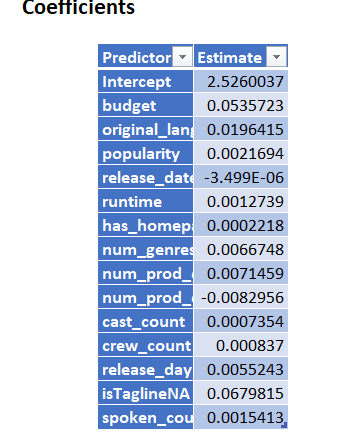 Coefficients
Predictor Estimate
Intercept 2.5260037
budget 0.0535723
original_lang 0.0196415
popularity 0.0021694
release_date -3.499E-06
runtime 0.0012739
has_homepa 0.0002218
num_genres 0.0066748
num_prod_ 0.0071459
num_prod_ -0.0082956
cast_count 0.0007354
crew_count 0.000837
release_day 0.0055243
isTaglineNA 0.0679815
spoken_cou 0.0015413